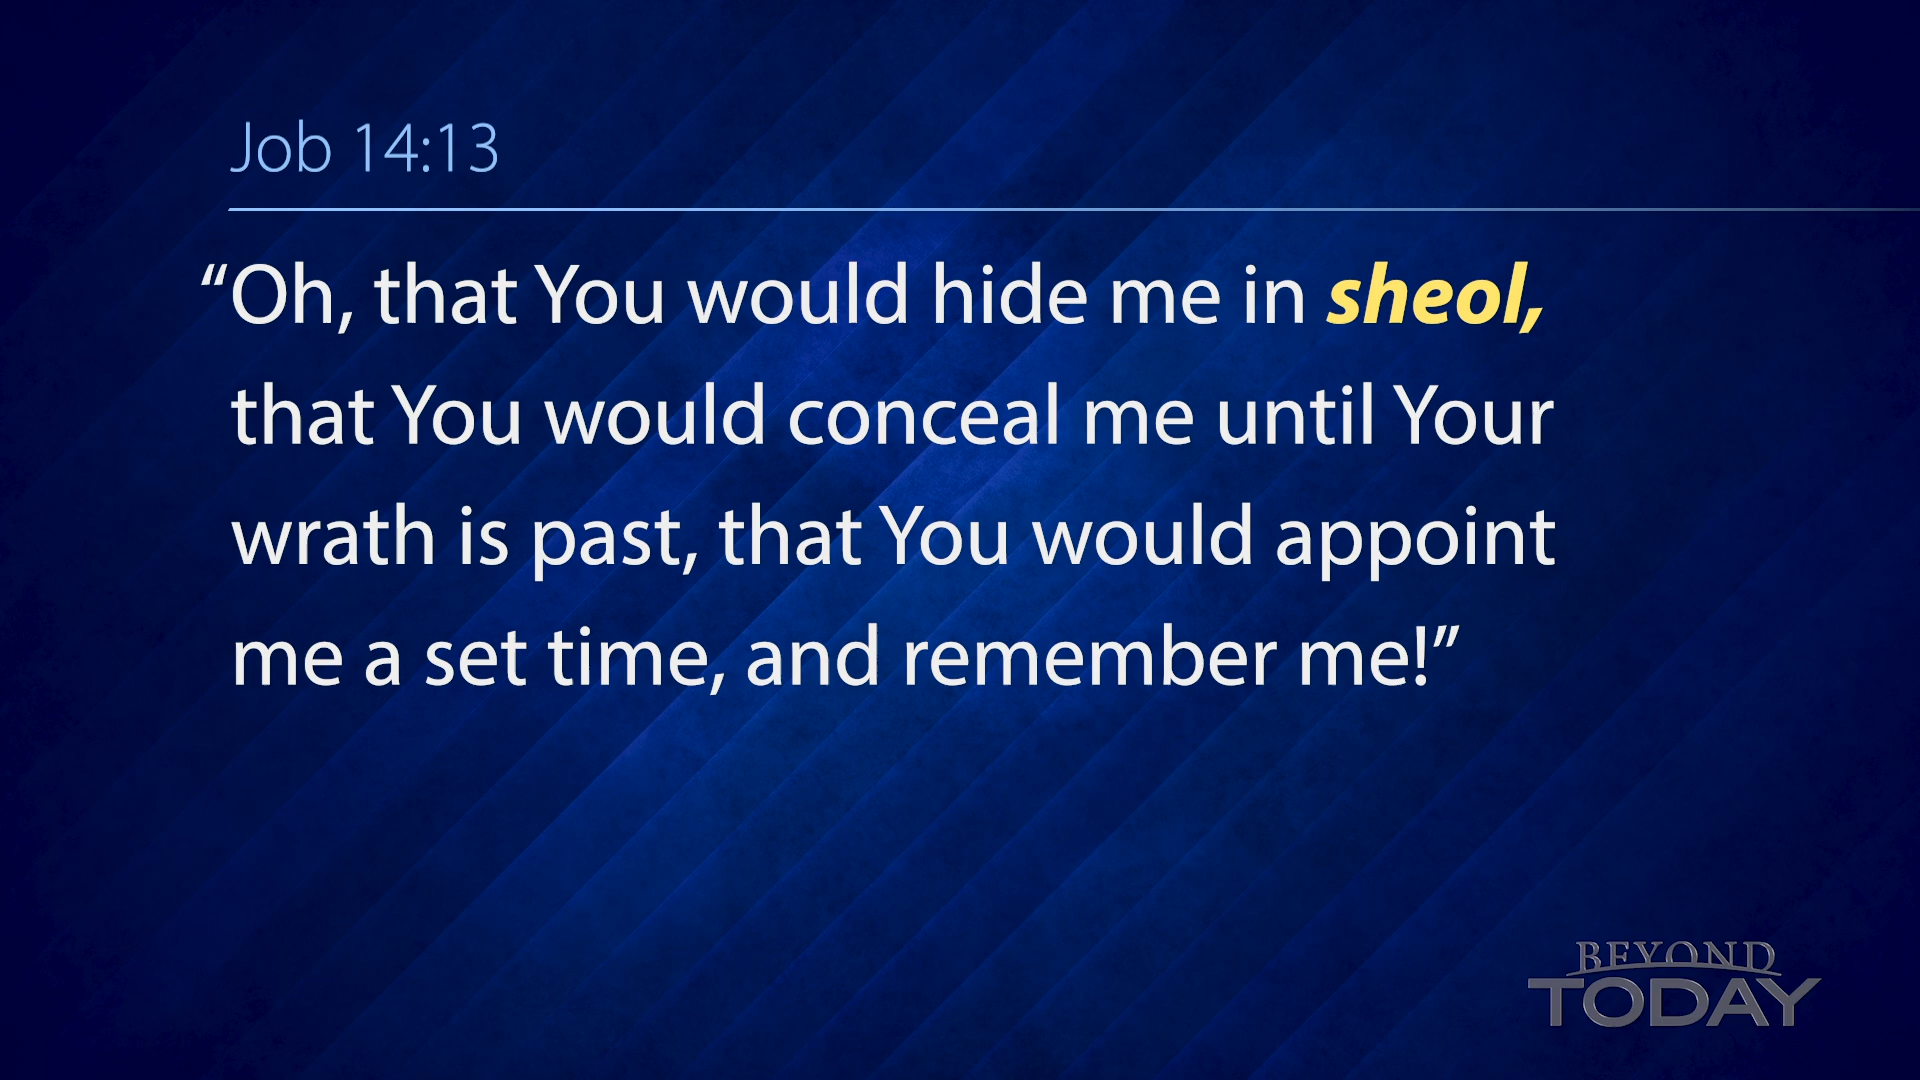 Job 14:13
“Oh, that You would hide me in sheol,
that You would conceal me until Your
wrath is past, that You would appoint
me a set time, and remember me!”
BEYOND
TODAY